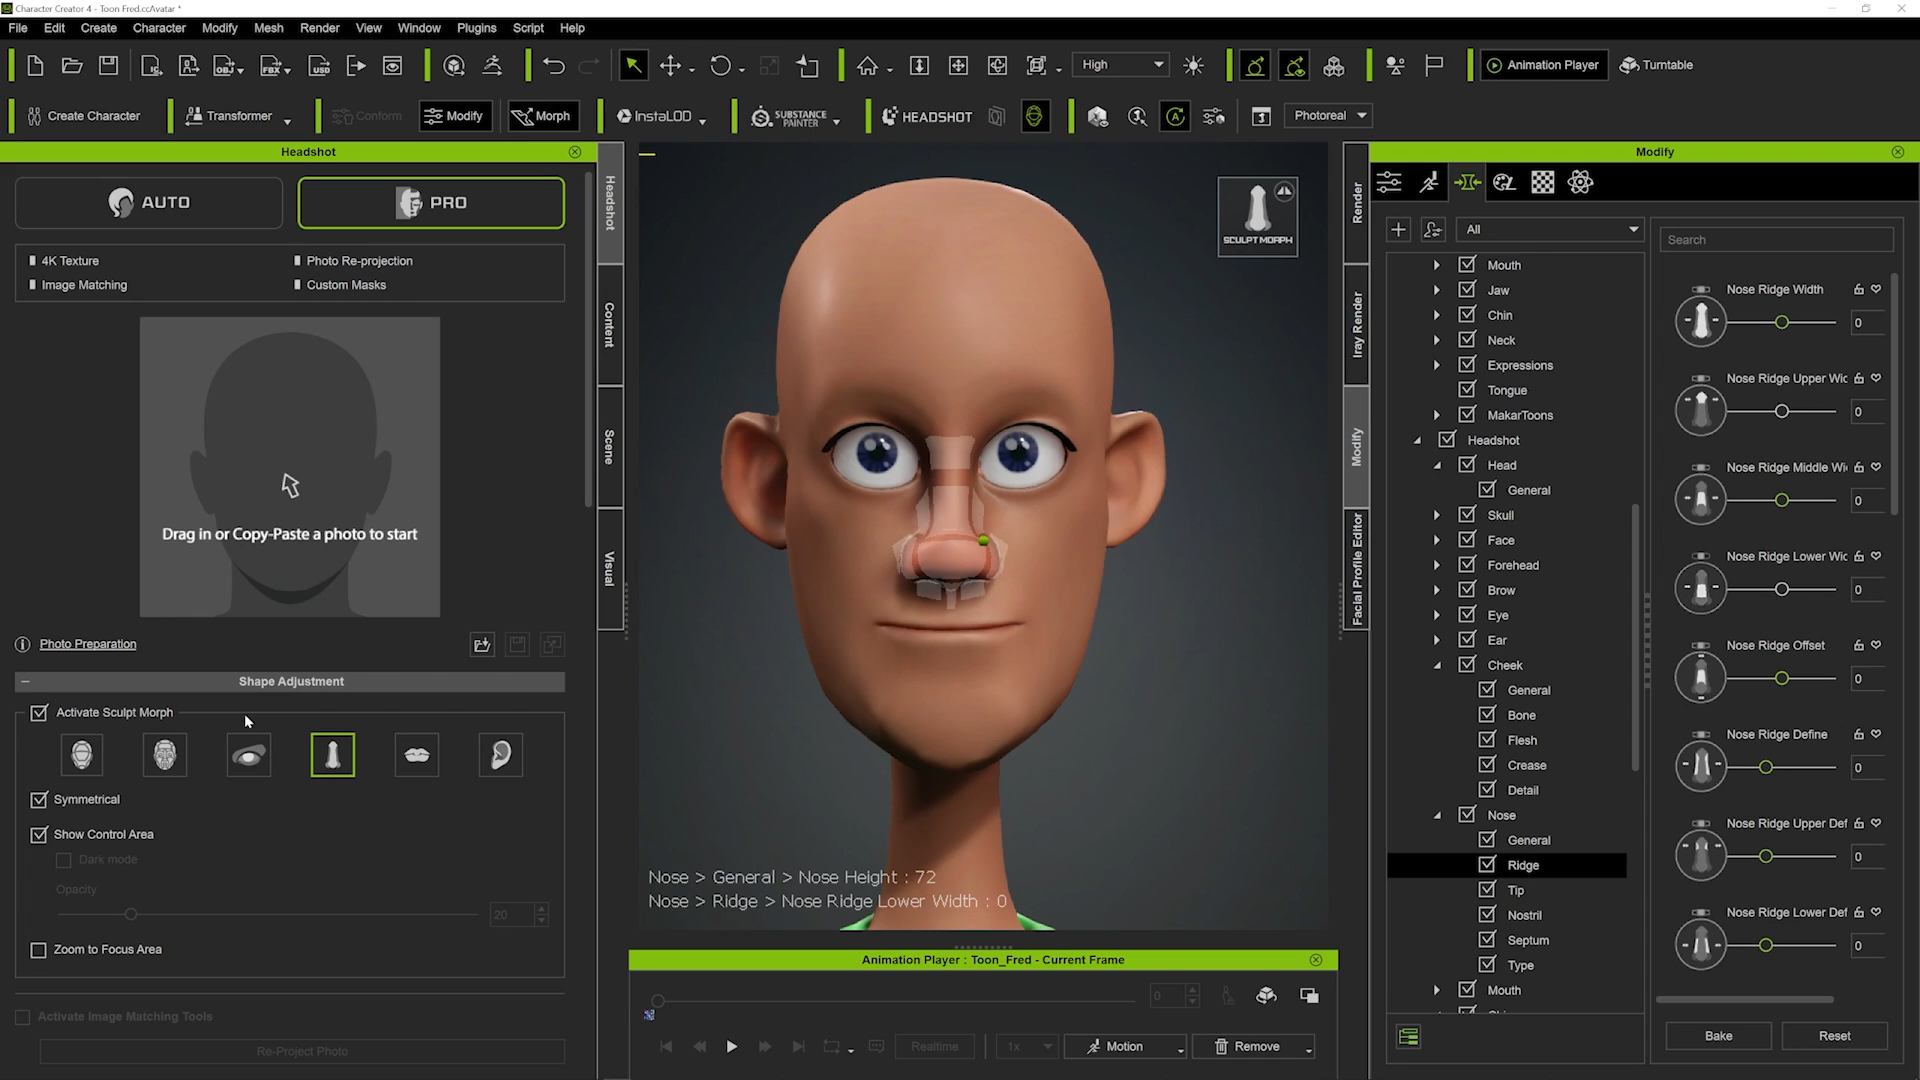 Character Creator 4 - Toon Fred.ccAvatar *
File Edit Create Character Modify Mesh Render View Window Plugins Script Help
OBJ FBX USD High Animation Player Turntable
Create Character Transformer Conform Modify Morph InstaLOD SUBSTANCE PAINTER HEADSHOT A Photoreal
Headshot
AUTO PRO
4K Texture Photo Re-projection
Image Matching Custom Masks
Drag in or Copy-Paste a photo to start
Photo Preparation
Shape Adjustment
Activate Sculpt Morph
Symmetrical
Show Control Area
Dark mode
Opacity
20
Zoom to Focus Area
Activate Image Matching Tools
Re-Project Photo
Headshot
Content
Scene
Visual
SCULPT MORPH
Nose > General > Nose Height : 72
Nose > Ridge > Nose Ridge Lower Width : 0
Animation Player : Toon_Fred - Current Frame
0
Realtime 1x Motion Remove
Render
Iray Render
Modify
Facial Profile Editor
Modify
All
Mouth
Jaw
Chin
Neck
Expressions
Tongue
MakarToons
Headshot
Head
General
Skull
Face
Forehead
Brow
Eye
Ear
Cheek
General
Bone
Flesh
Crease
Detail
Nose
General
Ridge
Tip
Nostril
Septum
Type
Mouth
Search
Nose Ridge Width
0
Nose Ridge Upper Wic
0
Nose Ridge Middle Wi
0
Nose Ridge Lower Wic
0
Nose Ridge Offset
0
Nose Ridge Define
0
Nose Ridge Upper Def
0
Nose Ridge Lower Def
0
Bake Reset